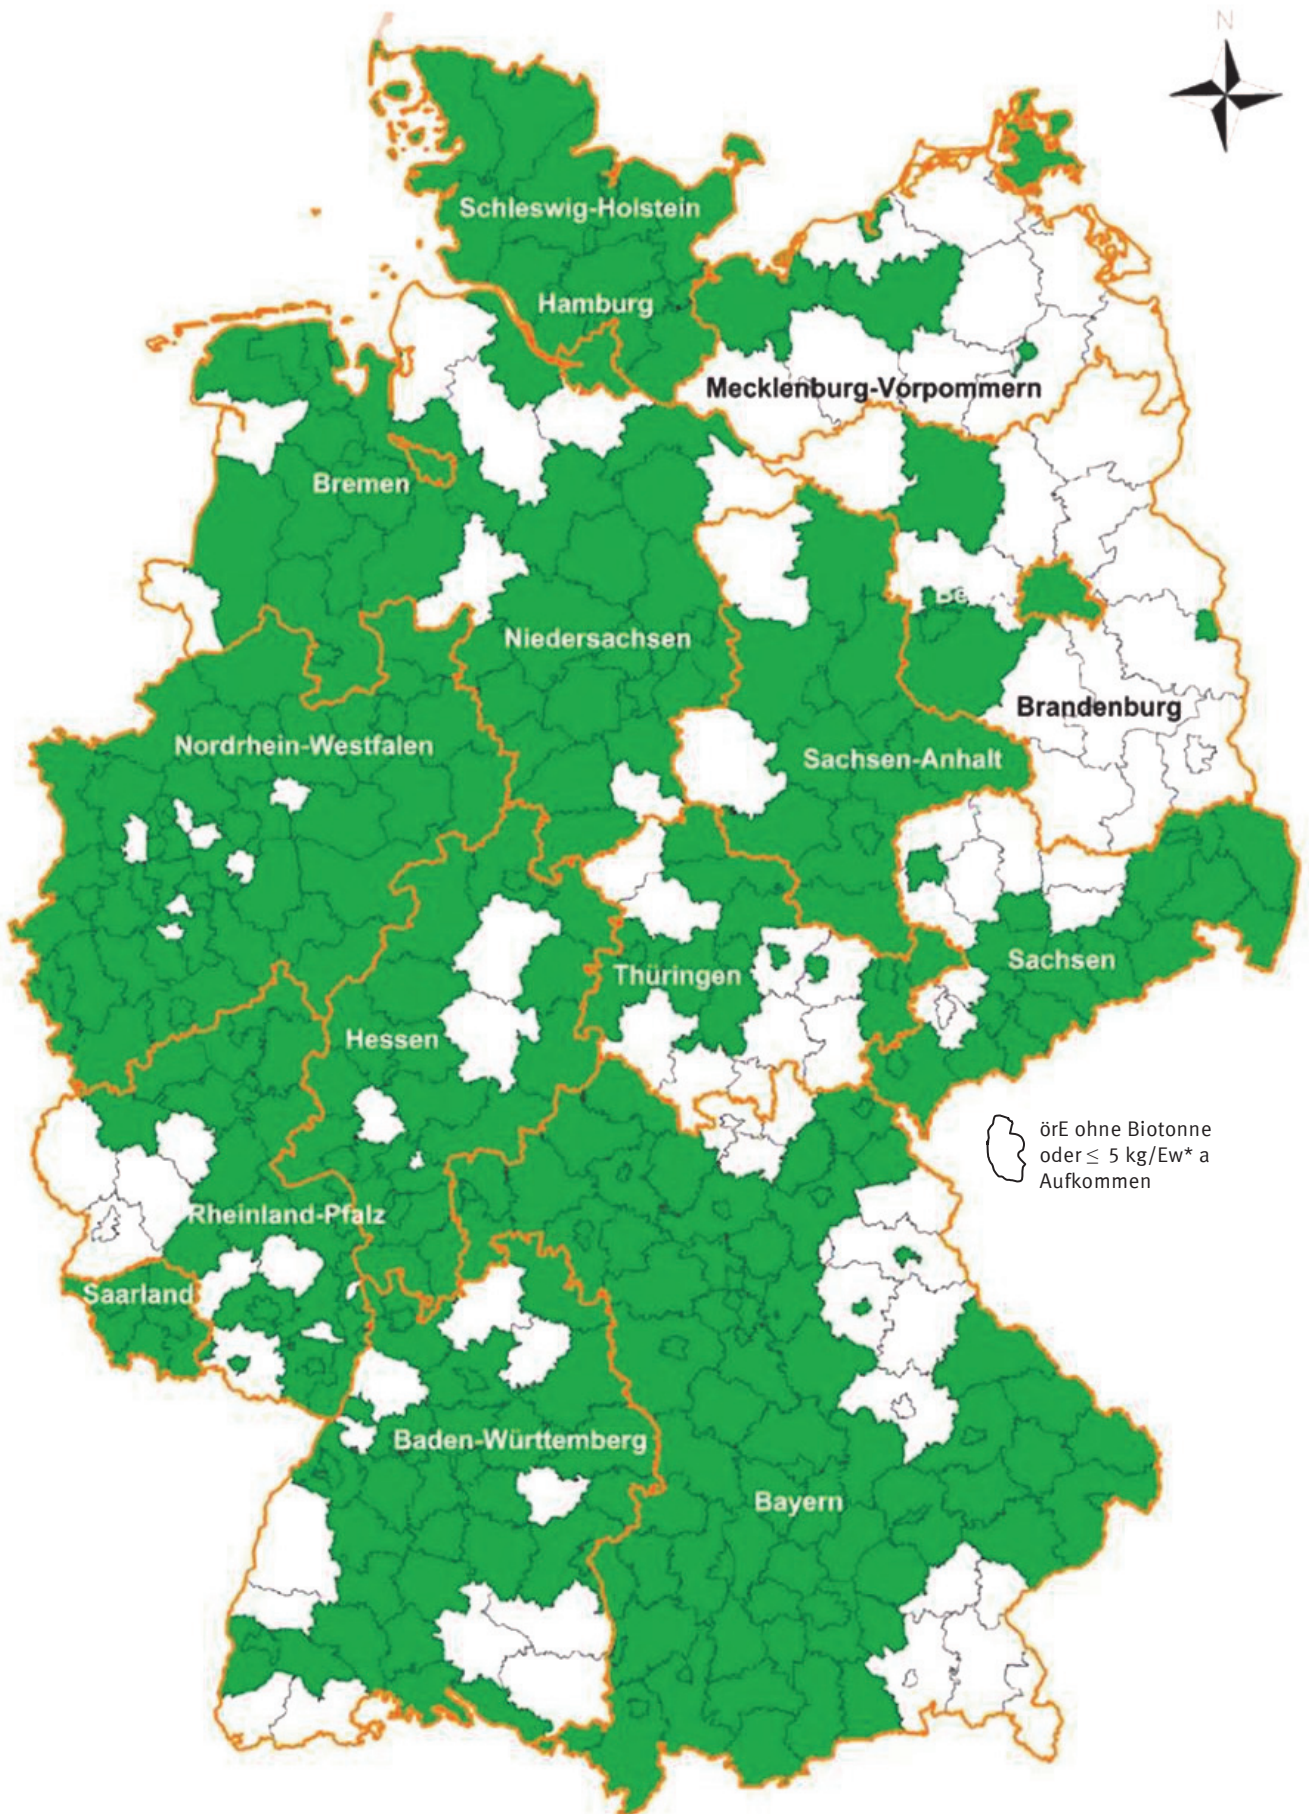 N
Schleswig-Holstein
Hamburg
Mecklenburg-Vorpommern
Bremen
Be
Niedersachsen
Brandenburg
Nordrhein-Westfalen
Sachsen-Anhalt
Sachsen
Thüringen
Hessen
örE ohne Biotonne
oder ≤ 5 kg/Ew* a
Aufkommen
Rheinland-Pfalz
Saarland
Baden-Württemberg
Bayern